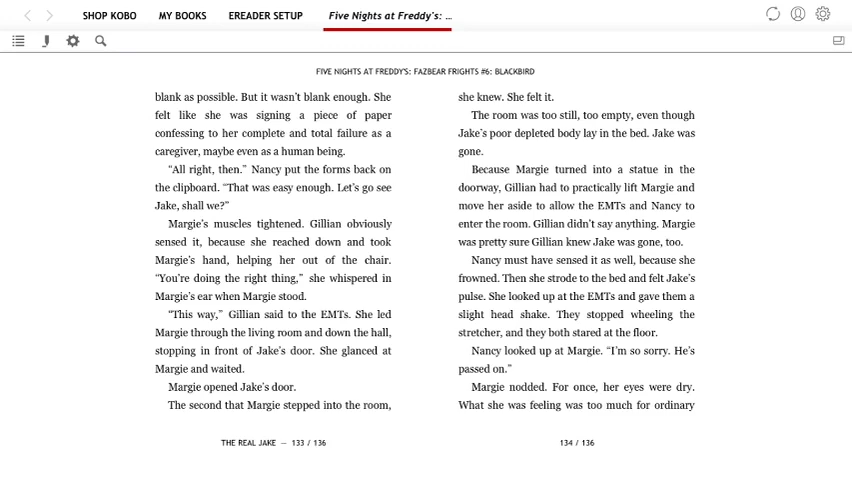 SHOP KOBO MY BOOKS EREADER SETUP Five Nights at Freddy's: ...
FIVE NIGHTS AT FREDDY'S: FAZBEAR FRIGHTS #6: BLACKBIRD
blank as possible. But it wasn't blank enough. She
felt like she was signing a piece of paper
confessing to her complete and total failure as a
caregiver, maybe even as a human being.
“All right, then.” Nancy put the forms back on
the clipboard. “That was easy enough. Let's go see
Jake, shall we?”
Margie's muscles tightened. Gillian obviously
sensed it, because she reached down and took
Margie's hand, helping her out of the chair.
“You're doing the right thing,” she whispered in
Margie's ear when Margie stood.
“This way,” Gillian said to the EMTs. She led
Margie through the living room and down the hall,
stopping in front of Jake's door. She glanced at
Margie and waited.
Margie opened Jake's door.
The second that Margie stepped into the room,
THE REAL JAKE — 133 / 136
she knew. She felt it.
The room was too still, too empty, even though
Jake's poor depleted body lay in the bed. Jake was
gone.
Because Margie turned into a statue in the
doorway, Gillian had to practically lift Margie and
move her aside to allow the EMTs and Nancy to
enter the room. Gillian didn't say anything. Margie
was pretty sure Gillian knew Jake was gone, too.
Nancy must have sensed it as well, because she
frowned. Then she strode to the bed and felt Jake's
pulse. She looked up at the EMTs and gave them a
slight head shake. They stopped wheeling the
stretcher, and they both stared at the floor.
Nancy looked up at Margie. “I'm so sorry. He's
passed on.”
Margie nodded. For once, her eyes were dry.
What she was feeling was too much for ordinary
134 / 136